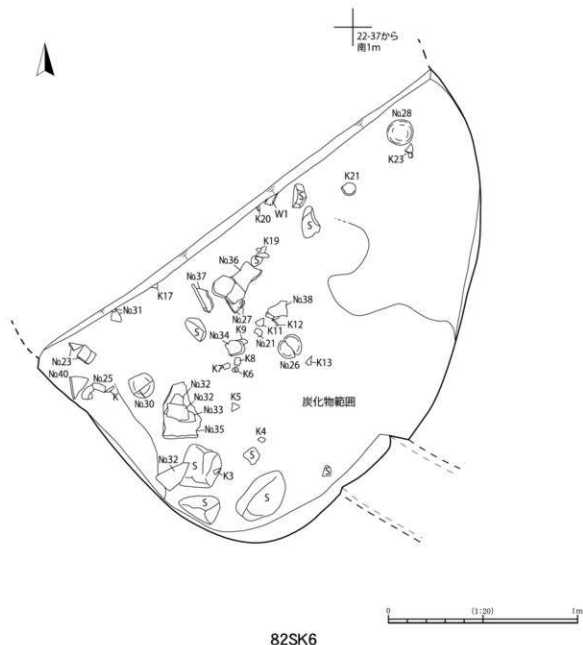 22-37から
南1m
№28
K23
K21
W1
K20
S
S
K19
S
№36
№37
K17
№31
№38
№27
K12
K11
S
№34
K9
№21
№26
K13
№23
K8
K7
K6
№40
№25
K
№30
№32
№32
№33
K5
炭化物範囲
№35
K4
S
№32
S
K3
S
S
S
0
(1:20)
1m
82SK6